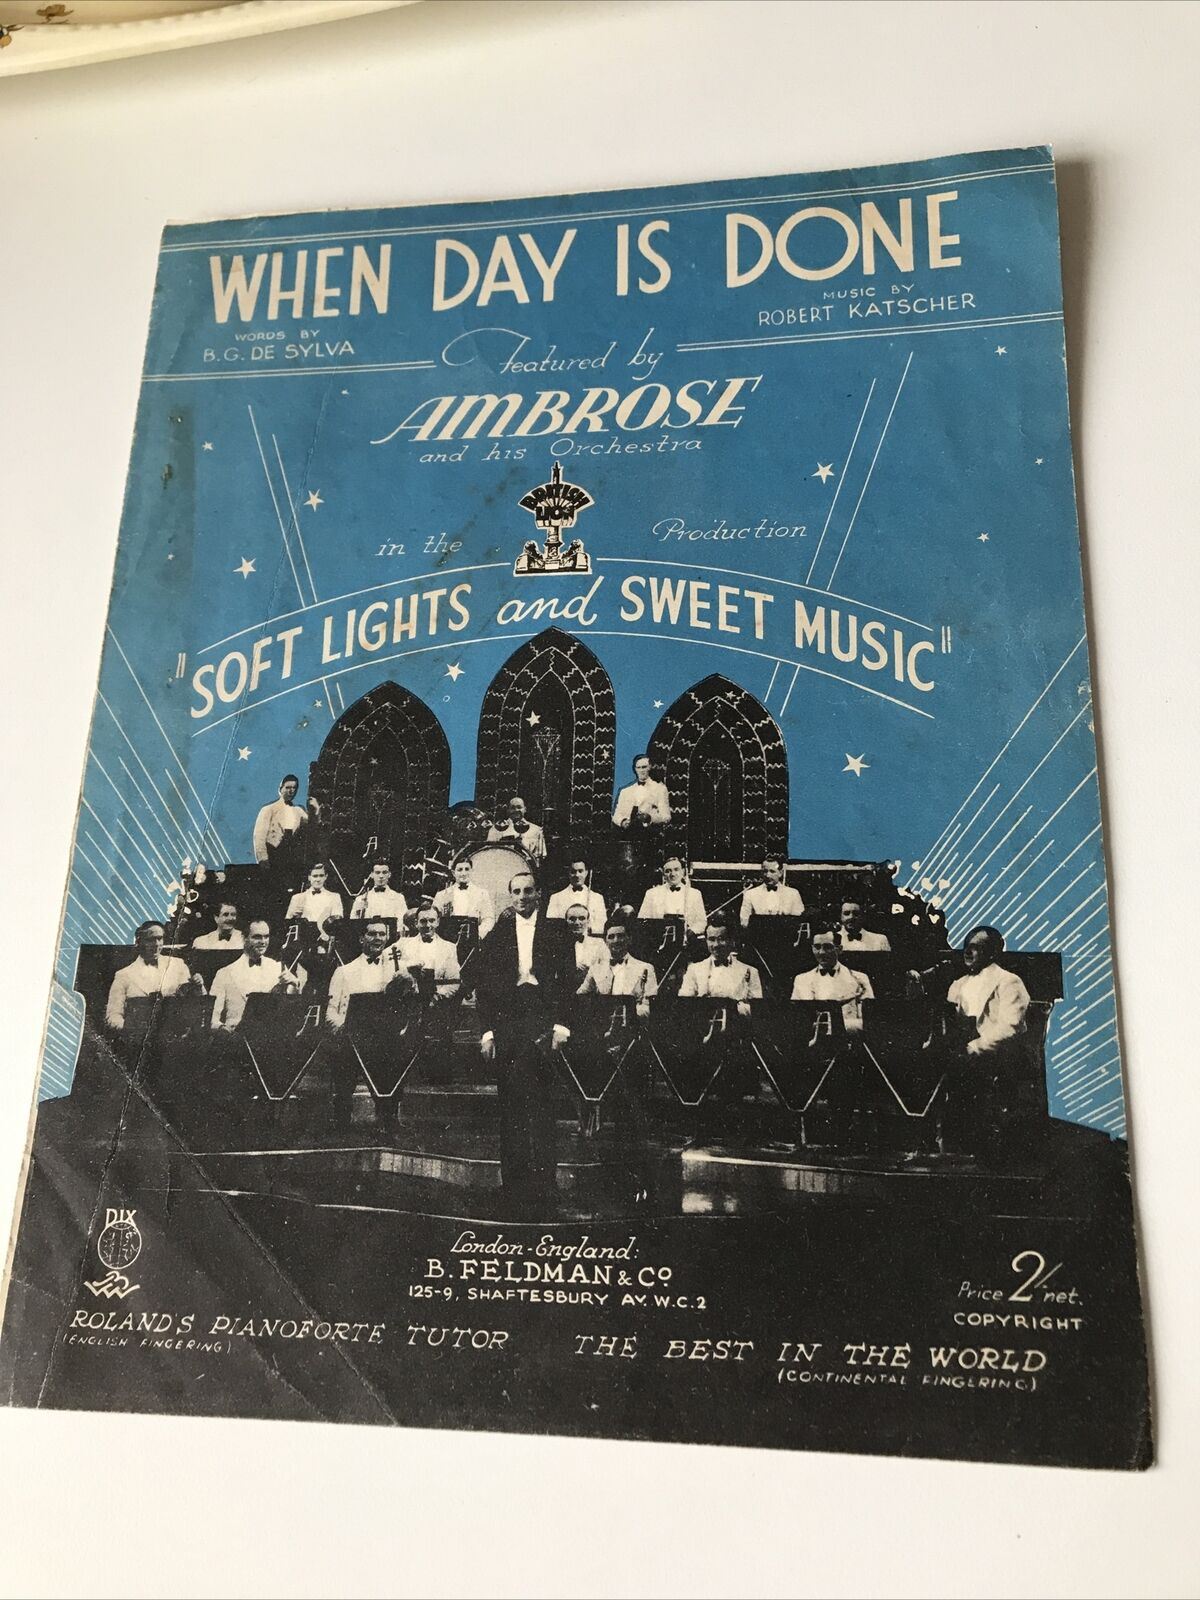 WHEN DAY IS DONE
WORDS BY
B.G. DE SYLVA
MUSIC BY
ROBERT KATSCHER
Featured by
AMBROSE
and his Orchestra
BRITISH
LION
in the
Production
"SOFT LIGHTS and SWEET MUSIC"
A
A
A
A
A
A
A
A
A
DIX
London-England:
B. FELDMAN & Cº
125-9, SHAFTESBURY AV. W.C.2
Price 2/- net.
COPYRIGHT
ROLAND'S PIANOFORTE TUTOR THE BEST IN THE WORLD
(ENGLISH FINGERING)
(CONTINENTAL FINGERING)